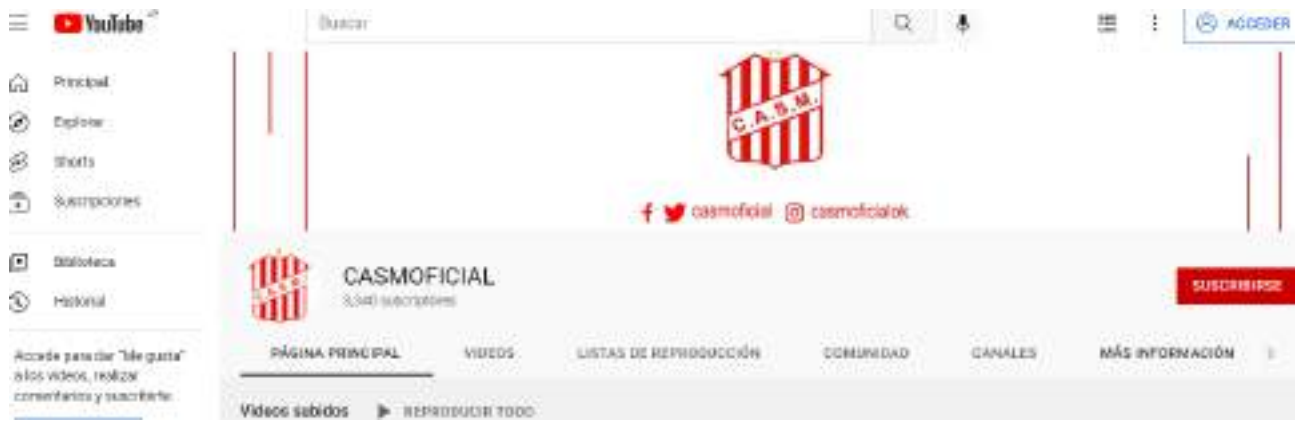 YouTube
Buscar
ACCEDER
Principal
Explorar
Shorts
Suscripciones
Biblioteca
Historial
Accede para dar "Me gusta"
a los videos, realizar
comentarios y suscribirte.
C.A.S.M.
casmoficial casmoficialok
CASMOFICIAL
suscriptores
SUSCRIBIRSE
PÁGINA PRINCIPAL VIDEOS LISTAS DE REPRODUCCIÓN COMUNIDAD CANALES MÁS INFORMACIÓN
Videos subidos REPRODUCIR TODO